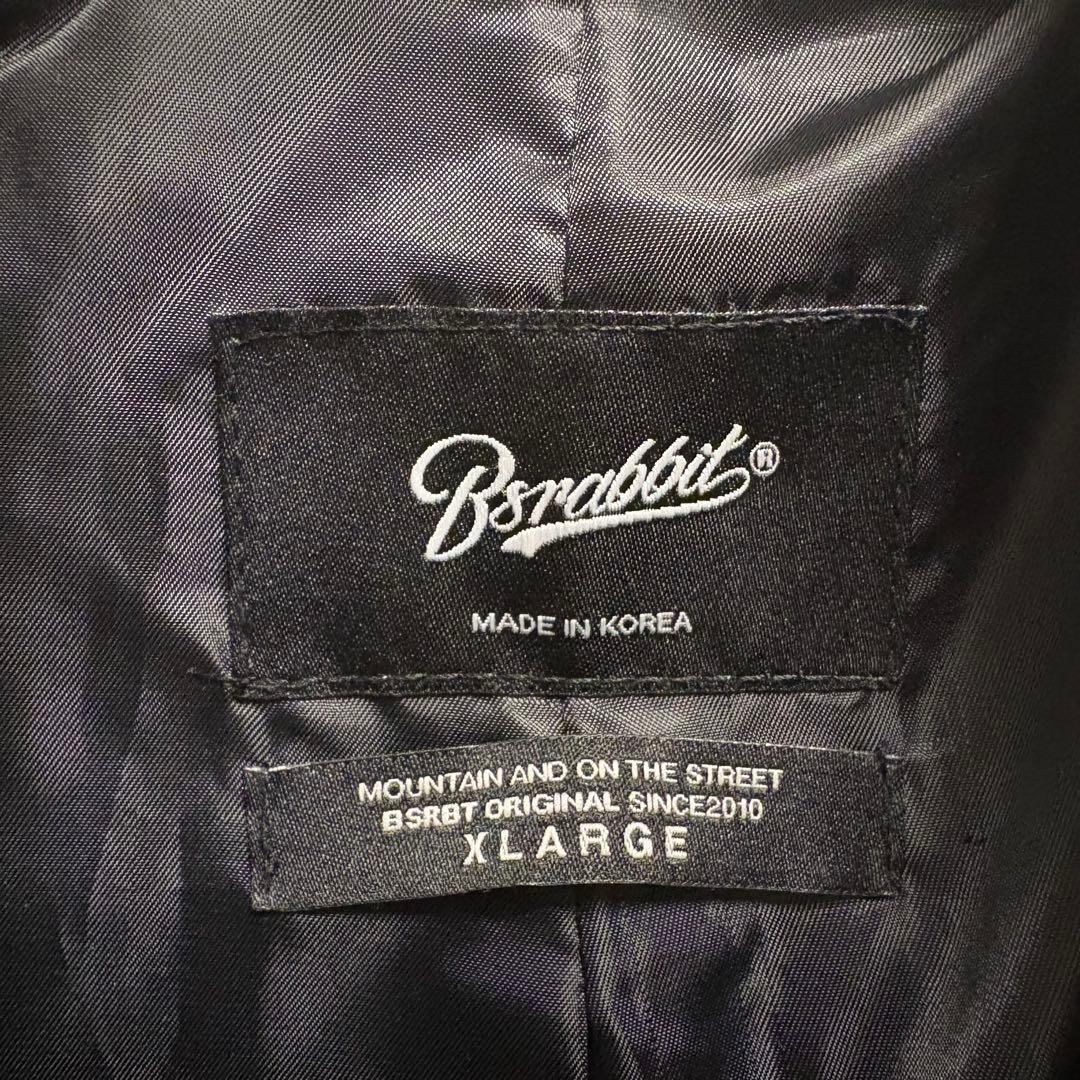 Bsrabbit®
MADE IN KOREA
MOUNTAIN AND ON THE STREET
BSRBT ORIGINAL SINCE2010
XLARGE